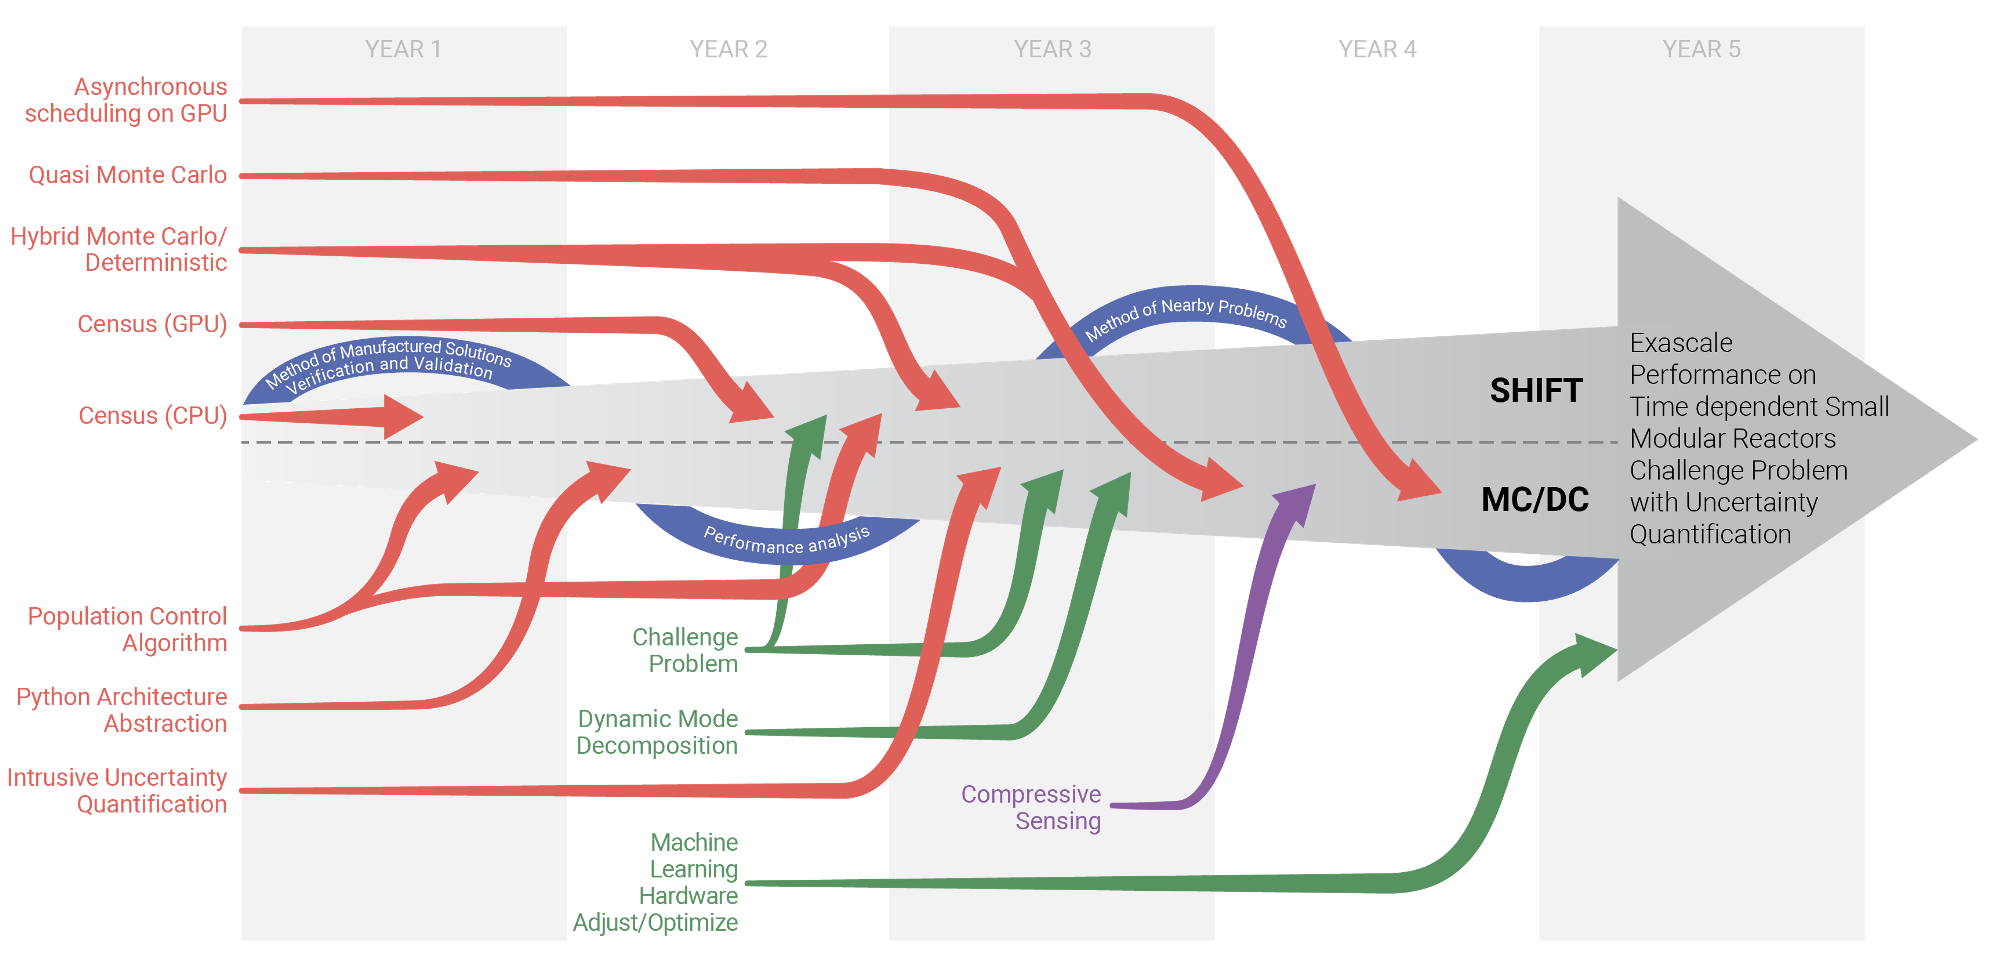 YEAR 1
YEAR 2
YEAR 3
YEAR 4
YEAR 5
Asynchronous
scheduling on GPU
Quasi Monte Carlo
Hybrid Monte Carlo/
Deterministic
Census (GPU)
Method of Manufactured Solutions
Verification and Validation
Census (CPU)
Method of Nearby Problems
SHIFT
MC/DC
Exascale
Performance on
Time dependent Small
Modular Reactors
Challenge Problem
with Uncertainty
Quantification
Performance analysis
Population Control
Algorithm
Python Architecture
Abstraction
Intrusive Uncertainty
Quantification
Challenge
Problem
Dynamic Mode
Decomposition
Compressive
Sensing
Machine
Learning
Hardware
Adjust/Optimize